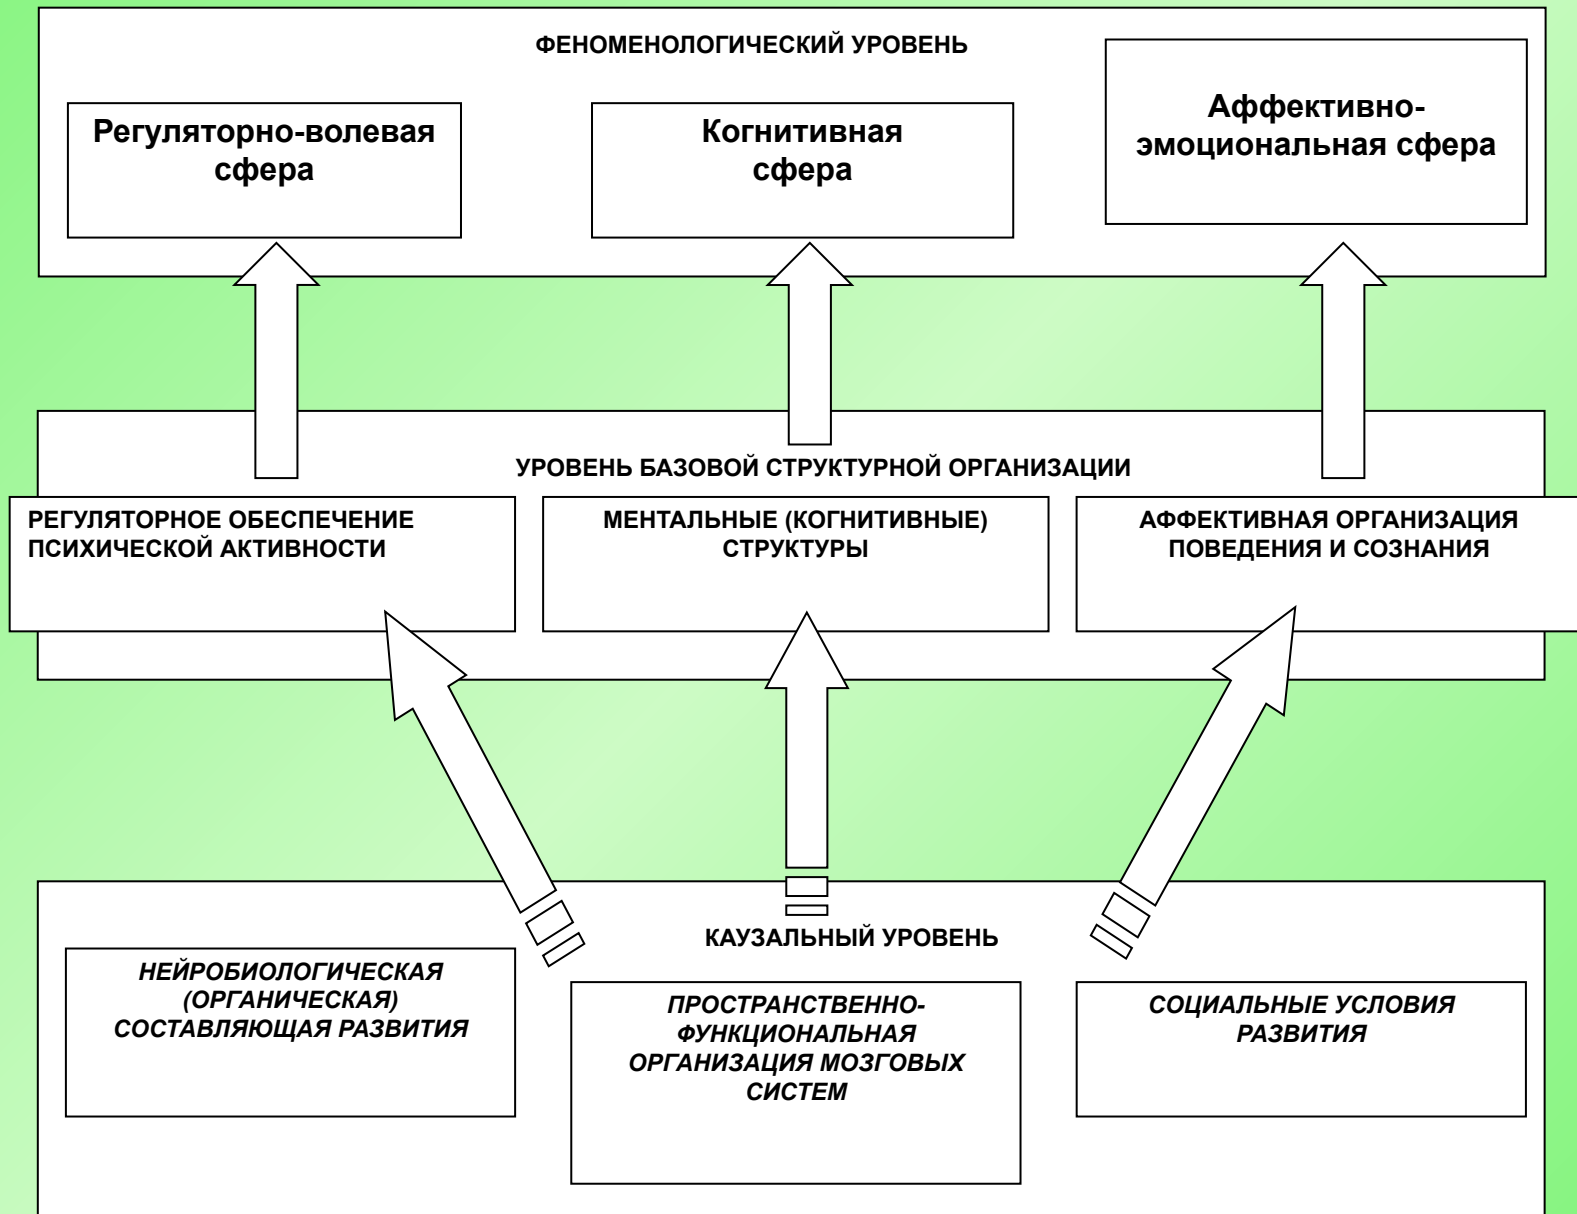 ФЕНОМЕНОЛОГИЧЕСКИЙ УРОВЕНЬ
Регуляторно-волевая
сфера
Когнитивная
сфера
Аффективно-
эмоциональная сфера
УРОВЕНЬ БАЗОВОЙ СТРУКТУРНОЙ ОРГАНИЗАЦИИ
РЕГУЛЯТОРНОЕ ОБЕСПЕЧЕНИЕ
ПСИХИЧЕСКОЙ АКТИВНОСТИ
МЕНТАЛЬНЫЕ (КОГНИТИВНЫЕ)
СТРУКТУРЫ
АФФЕКТИВНАЯ ОРГАНИЗАЦИЯ
ПОВЕДЕНИЯ И СОЗНАНИЯ
КАУЗАЛЬНЫЙ УРОВЕНЬ
НЕЙРОБИОЛОГИЧЕСКАЯ
(ОРГАНИЧЕСКАЯ)
СОСТАВЛЯЮЩАЯ РАЗВИТИЯ
ПРОСТРАНСТВЕННО-
ФУНКЦИОНАЛЬНАЯ
ОРГАНИЗАЦИЯ МОЗГОВЫХ
СИСТЕМ
СОЦИАЛЬНЫЕ УСЛОВИЯ
РАЗВИТИЯ